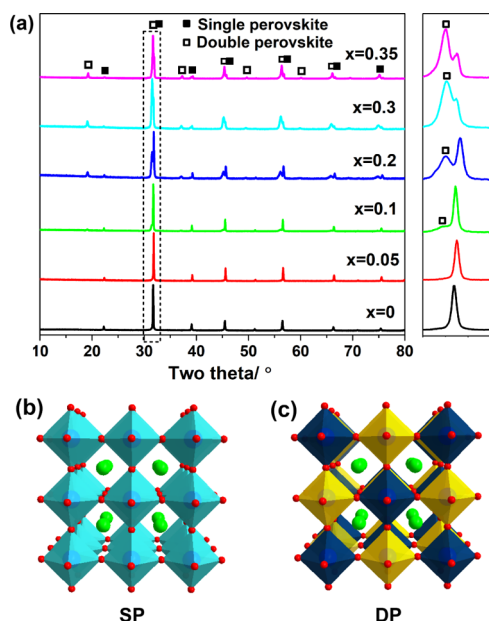 (a)
■ Single perovskite
□ Double perovskite
x=0.35
x=0.3
x=0.2
x=0.1
x=0.05
x=0
10 20 30 40 50 60 70 80
Two theta/ °
(b)
(c)
SP
DP